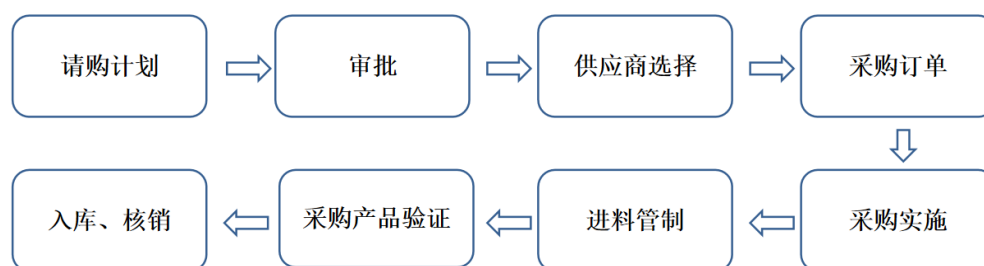 请购计划
审批
供应商选择
采购订单
采购实施
进料管制
采购产品验证
入库、核销